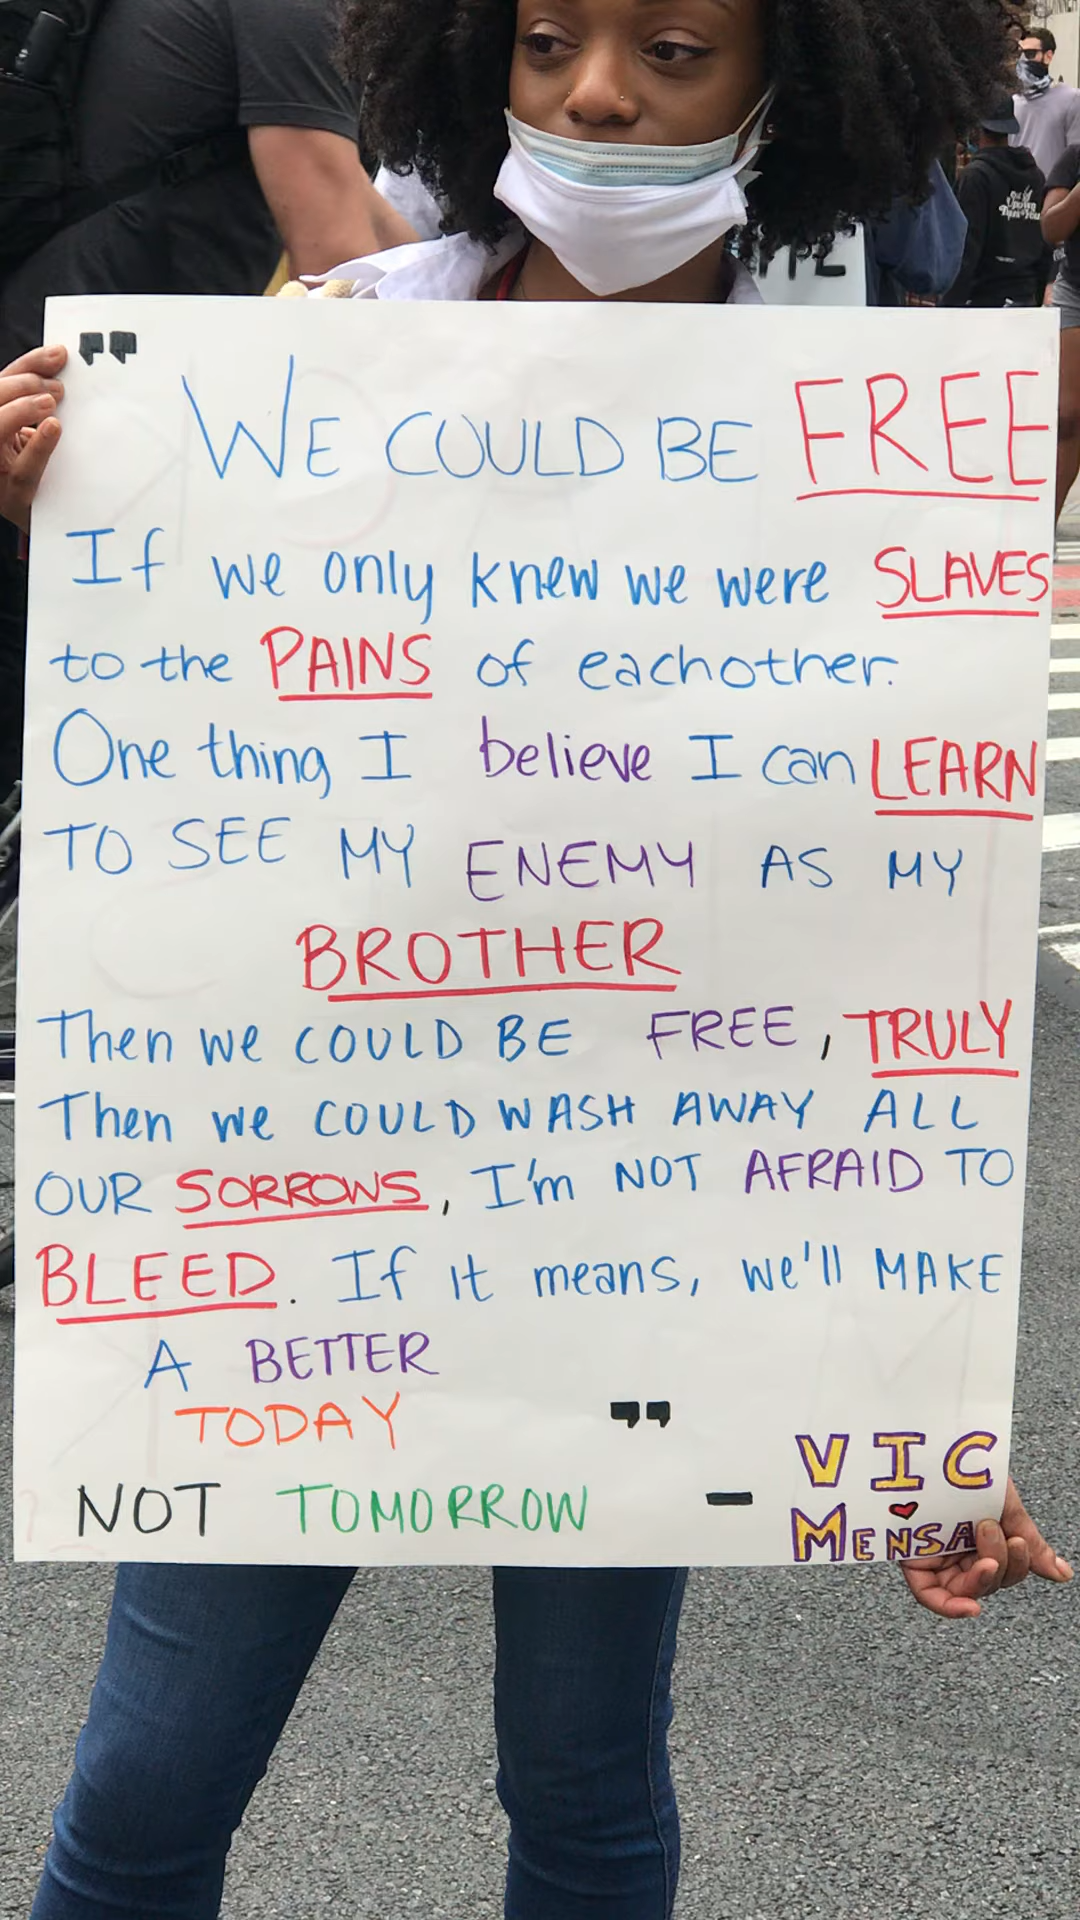 "
WE COULD BE FREE
If we only knew we were SLAVES
to the PAINS of eachother.
One thing I believe I can LEARN
TO SEE MY ENEMY AS MY
BROTHER
Then we COULD BE FREE, TRULY
Then we COULD WASH AWAY ALL
OUR SORROWS, I'm NOT AFRAID TO
BLEED. If it means, we'll MAKE
A BETTER
TODAY "
NOT TOMORROW - VIC
MENSA